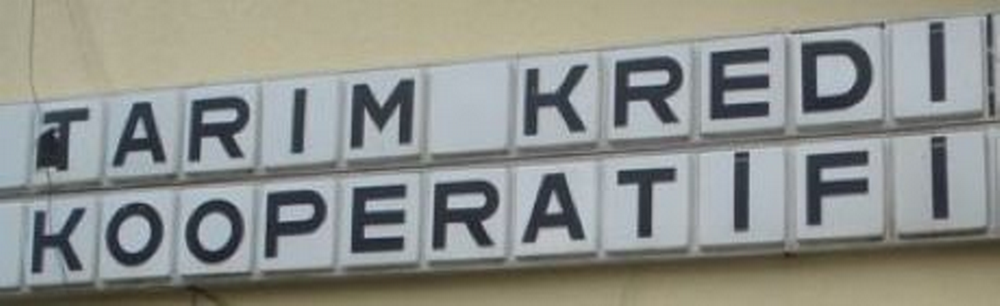 TARIM KREDİ
KOOPERATİFİ